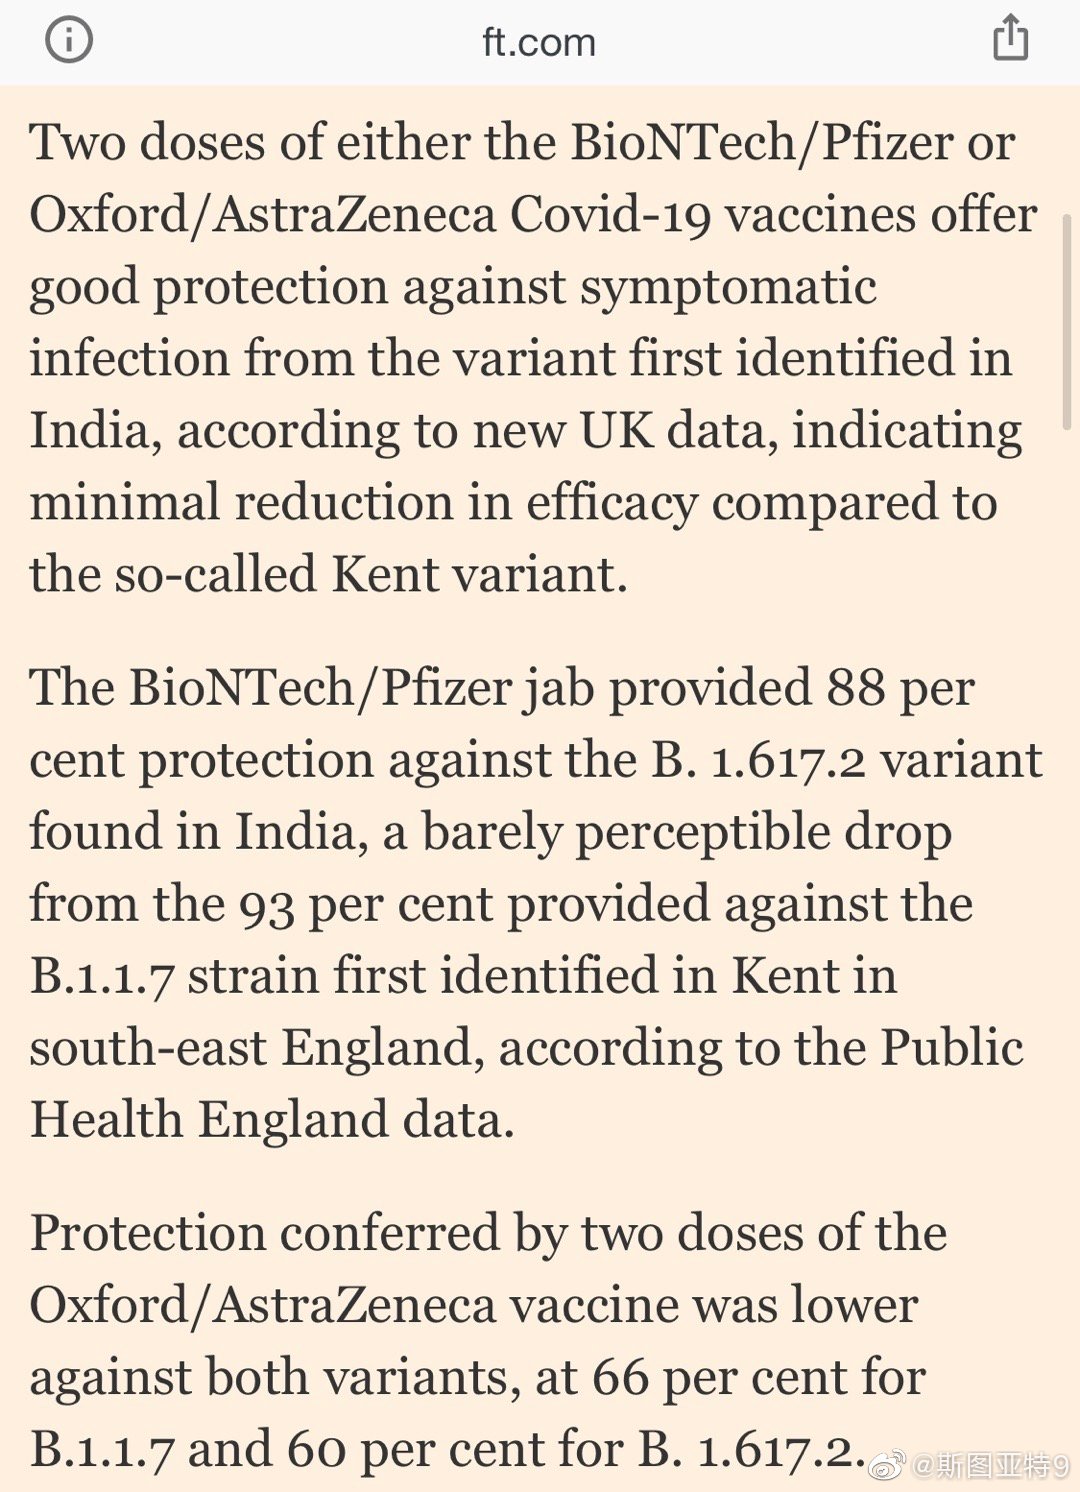 ft.com
Two doses of either the BioNTech/Pfizer or
Oxford/AstraZeneca Covid-19 vaccines offer
good protection against symptomatic
infection from the variant first identified in
India, according to new UK data, indicating
minimal reduction in efficacy compared to
the so-called Kent variant.
The BioNTech/Pfizer jab provided 88 per
cent protection against the B. 1.617.2 variant
found in India, a barely perceptible drop
from the 93 per cent provided against the
B.1.1.7 strain first identified in Kent in
south-east England, according to the Public
Health England data.
Protection conferred by two doses of the
Oxford/AstraZeneca vaccine was lower
against both variants, at 66 per cent for
B.1.1.7 and 60 per cent for B. 1.617.2.
@斯图亚特9